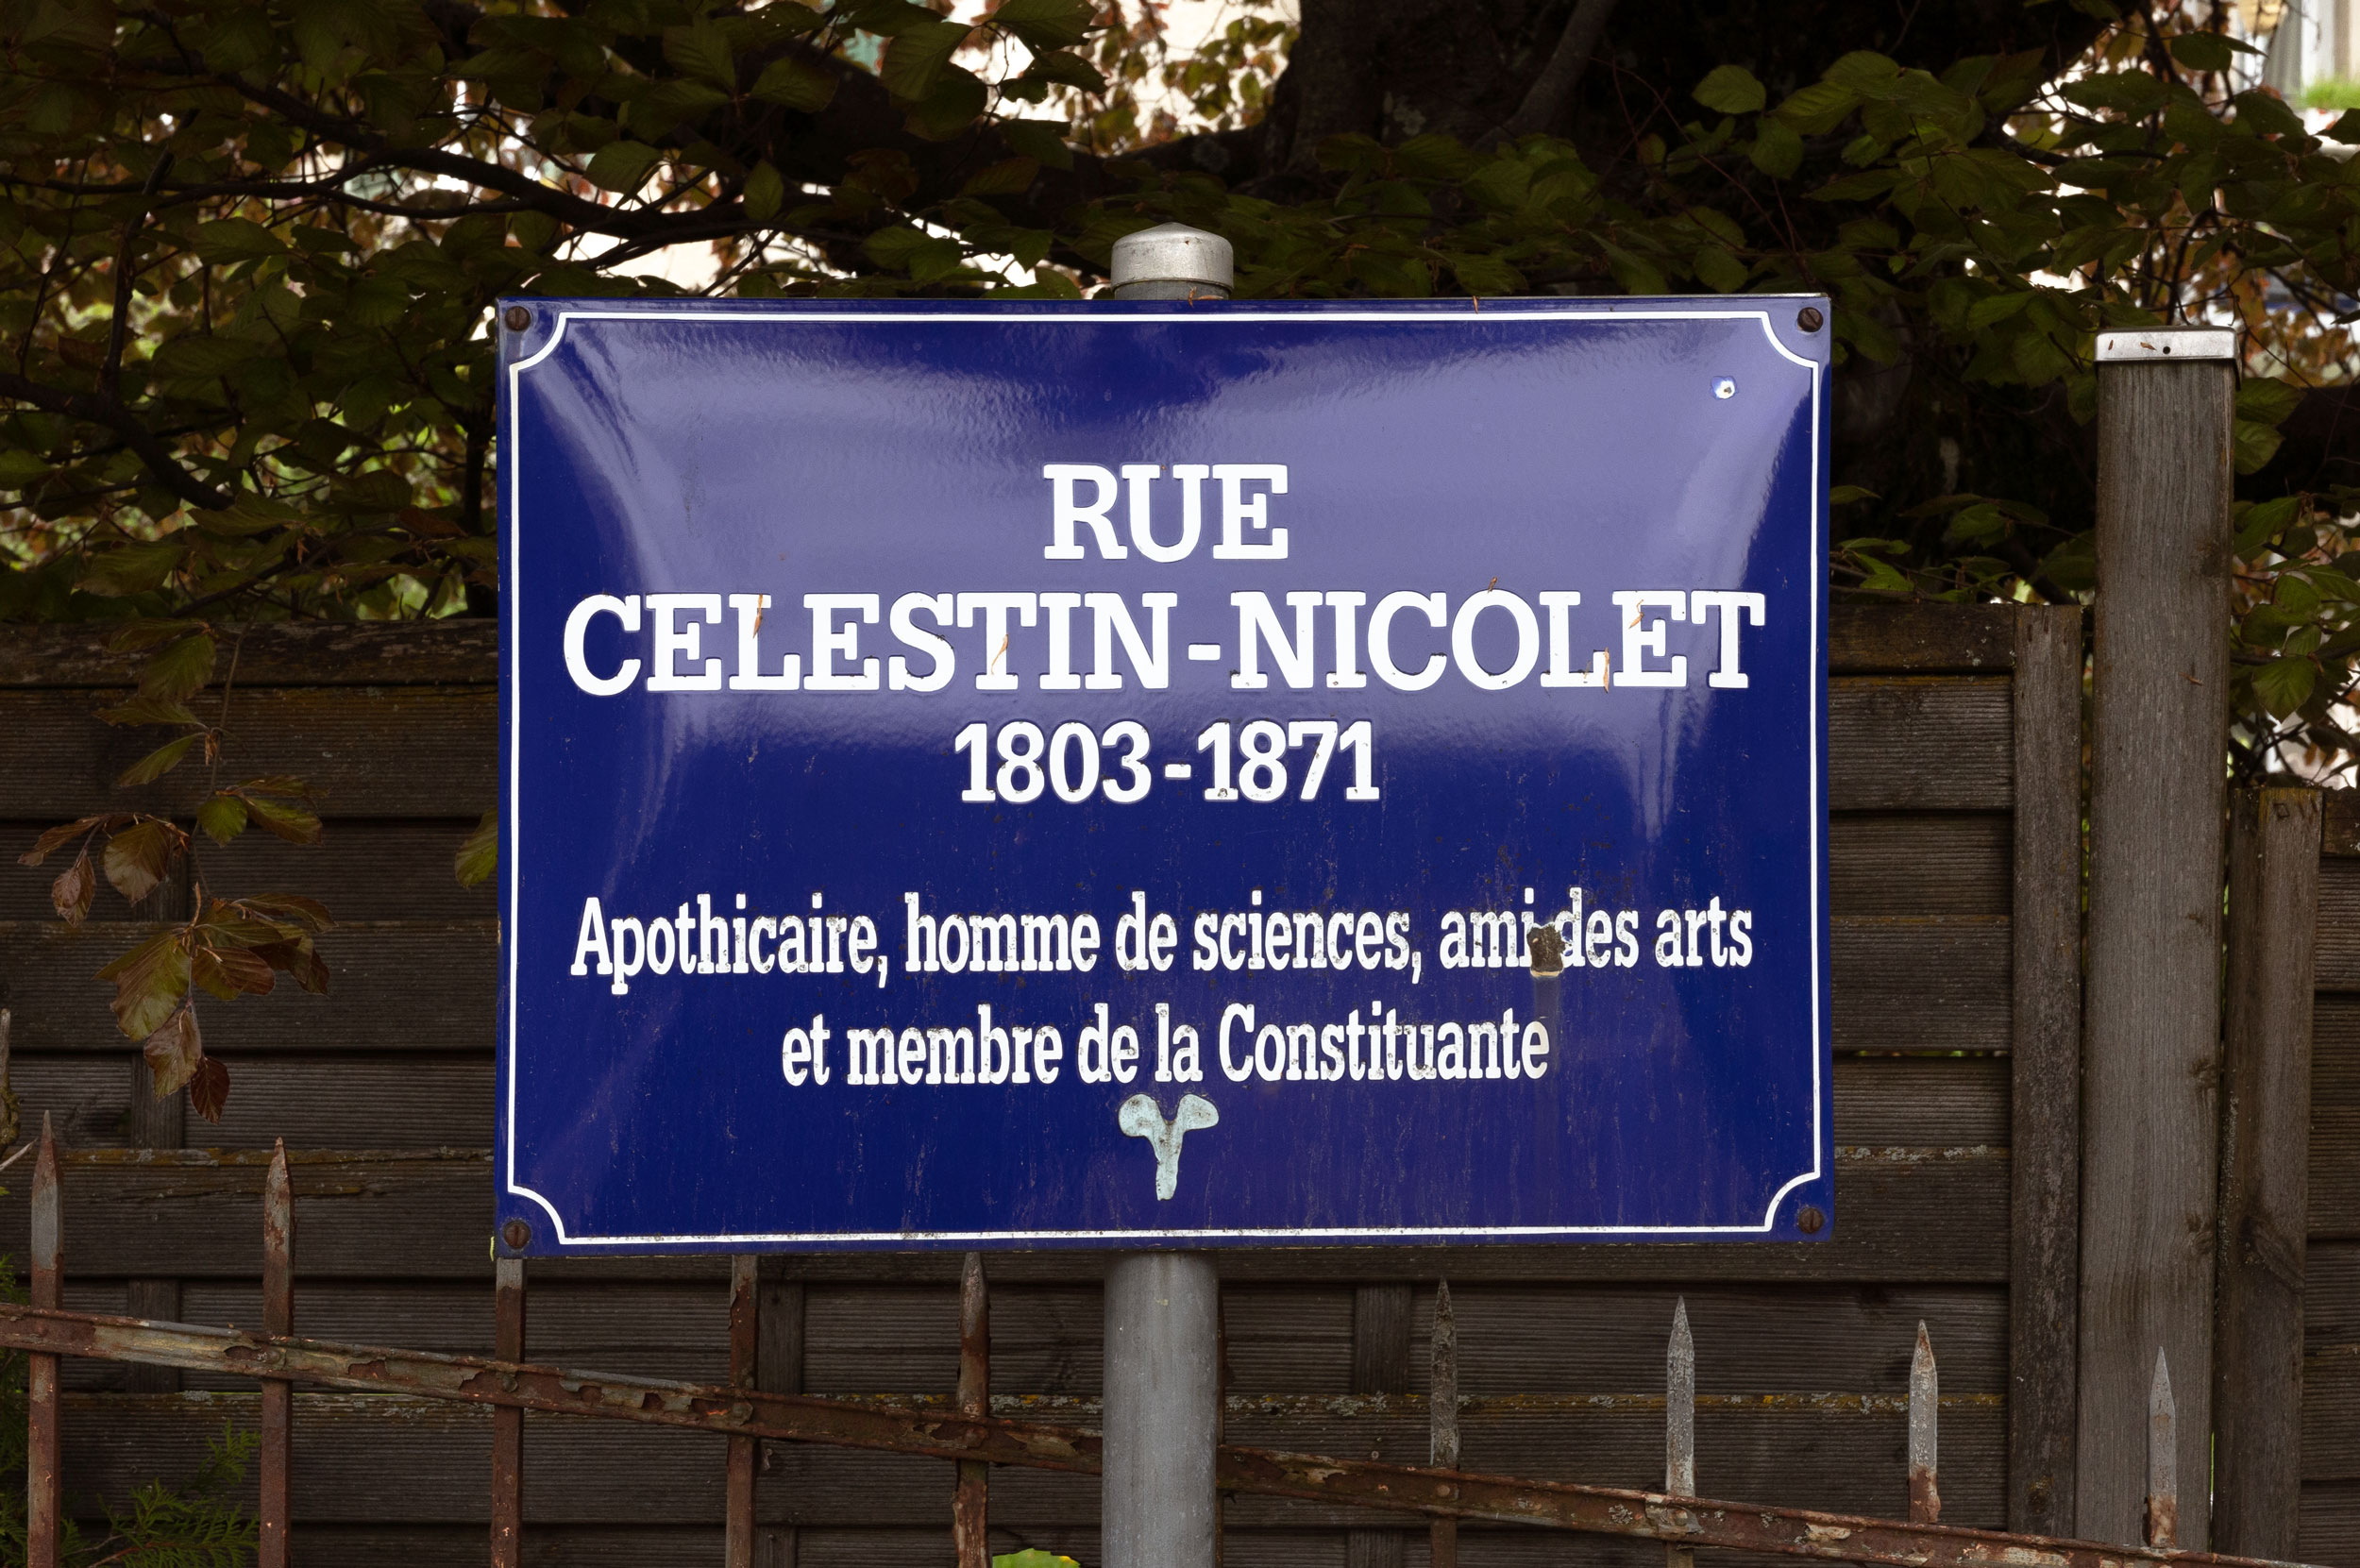 RUE
CELESTIN-NICOLET
1803-1871
Apothicaire, homme de sciences, ami des arts
et membre de la Constituante